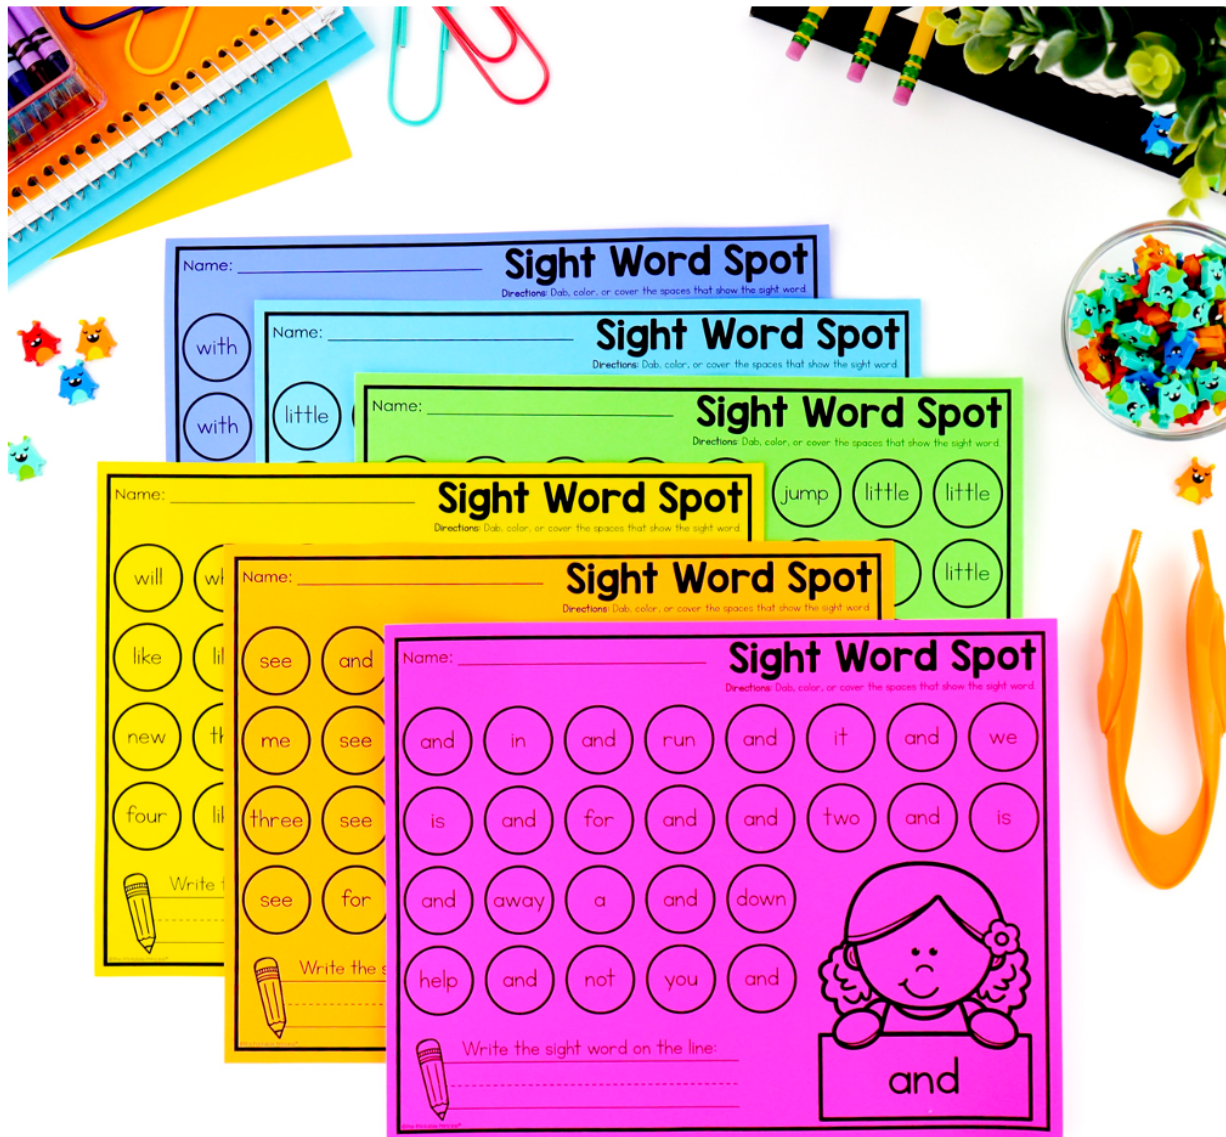 Name:
Sight Word Spot
Directions: Dab, color, or cover the spaces that show the sight word.
with
with
Name:
Sight Word Spot
Directions: Dab, color, or cover the spaces that show the sight word.
little
Name:
Sight Word Spot
Directions: Dab, color, or cover the spaces that show the sight word.
jump little little
little
Name:
Sight Word Spot
Directions: Dab, color, or cover the spaces that show the sight word.
will
like
new
four
Write
Name:
Sight Word Spot
Directions: Dab, color, or cover the spaces that show the sight word.
see and
me see
three see
see for
Write the
Name:
Sight Word Spot
Directions: Dab, color, or cover the spaces that show the sight word.
and in and run and it and we
is and for and and two and is
and away a and down
help and not you and
Write the sight word on the line:
and